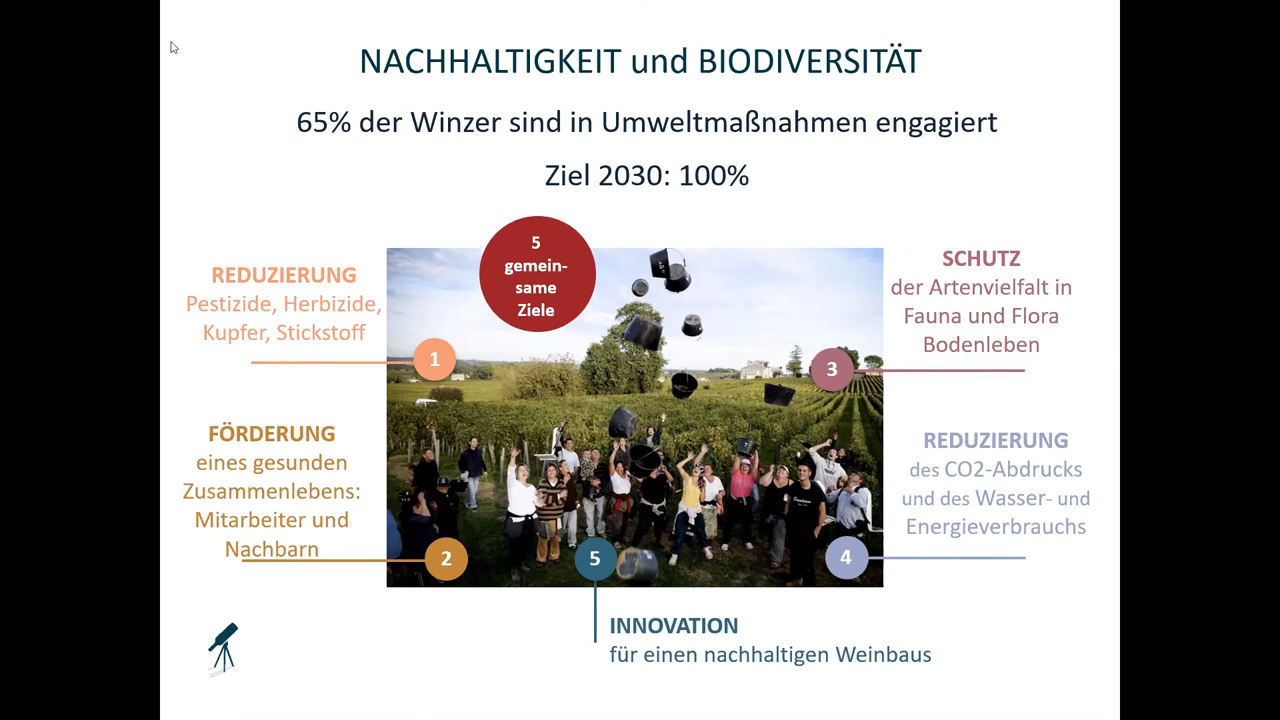 NACHHALTIGKEIT und BIODIVERSITÄT
65% der Winzer sind in Umweltmaßnahmen engagiert
Ziel 2030: 100%
5
gemein-
same
Ziele
REDUZIERUNG
Pestizide, Herbizide,
Kupfer, Stickstoff
1
FÖRDERUNG
eines gesunden
Zusammenlebens:
Mitarbeiter und
Nachbarn
2
SCHUTZ
der Artenvielfalt in
Fauna und Flora
Bodenleben
3
REDUZIERUNG
des CO2-Abdrucks
und des Wasser- und
Energieverbrauchs
4
5
INNOVATION
für einen nachhaltigen Weinbaus